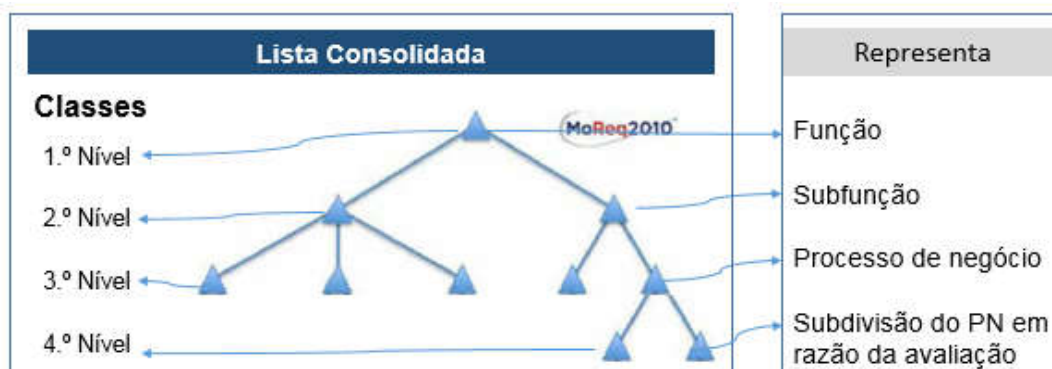 Lista Consolidada
Representa
Classes
MoReq2010
1.º Nível
Função
2.º Nível
Subfunção
3.º Nível
Processo de negócio
4.º Nível
Subdivisão do PN em
razão da avaliação